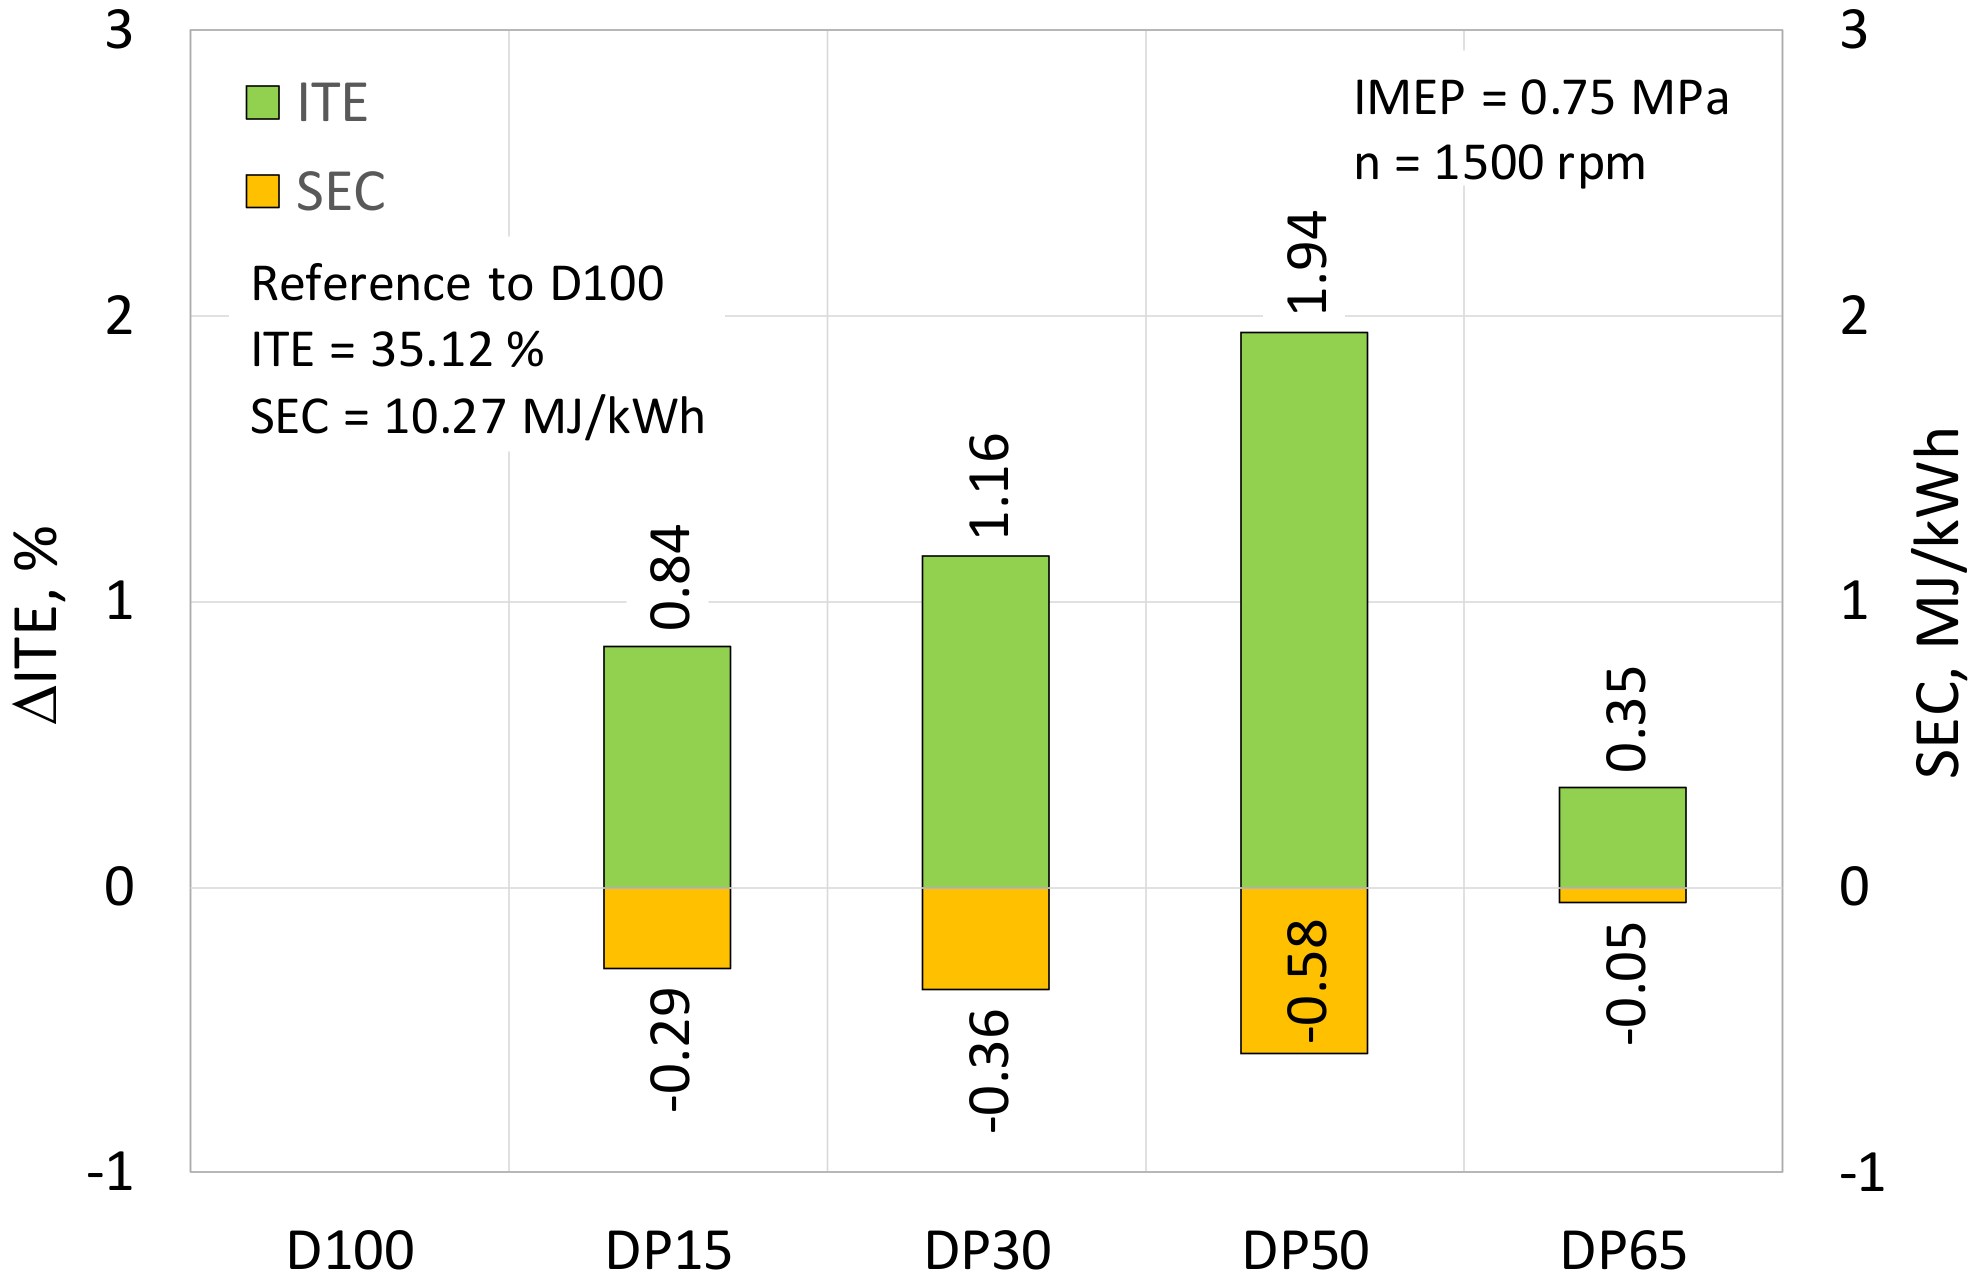 3
3
ITE
IMEP = 0.75 MPa
SEC
n = 1500 rpm
Reference to D100
ITE = 35.12 %
SEC = 10.27 MJ/kWh
2
2
1.94
1.16
0.84
1
1
0.35
ΔITE, %
SEC, MJ/kWh
0
0
-0.29
-0.36
-0.58
-0.05
-1
-1
D100
DP15
DP30
DP50
DP65